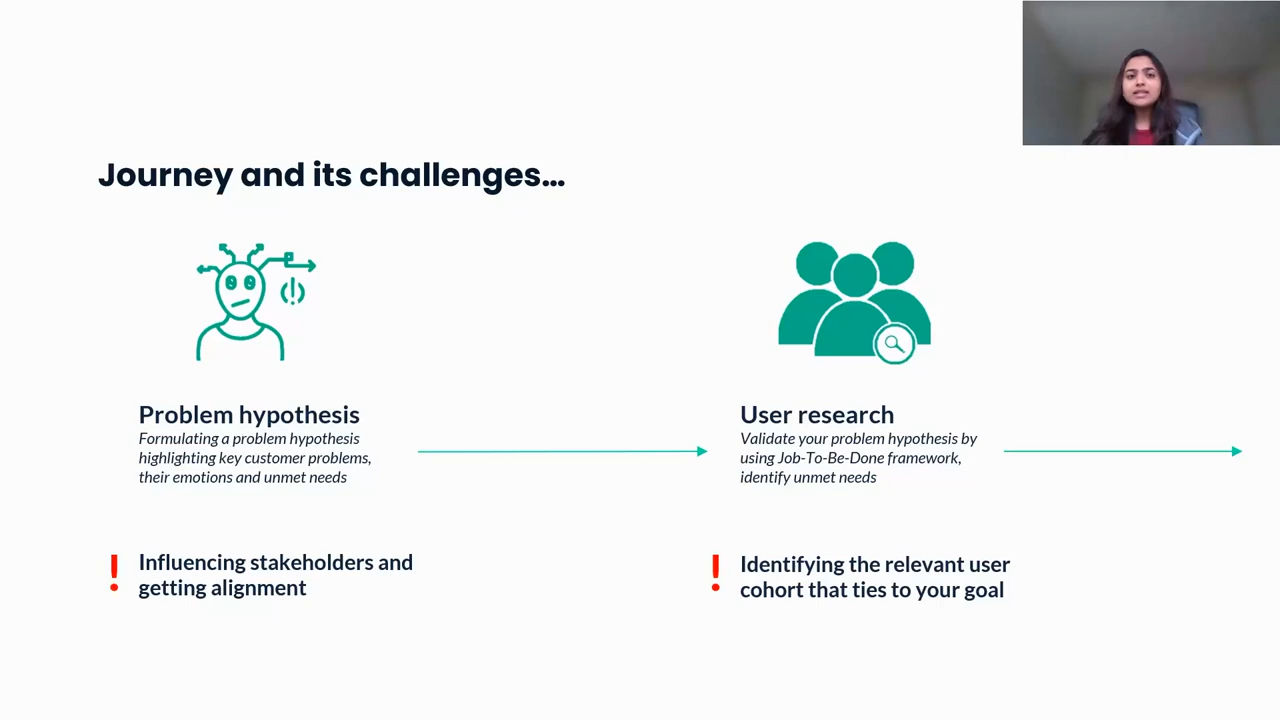 Journey and its challenges...
Problem hypothesis
Formulating a problem hypothesis
highlighting key customer problems,
their emotions and unmet needs
User research
Validate your problem hypothesis by
using Job-To-Be-Done framework,
identify unmet needs
! Influencing stakeholders and
getting alignment
! Identifying the relevant user
cohort that ties to your goal